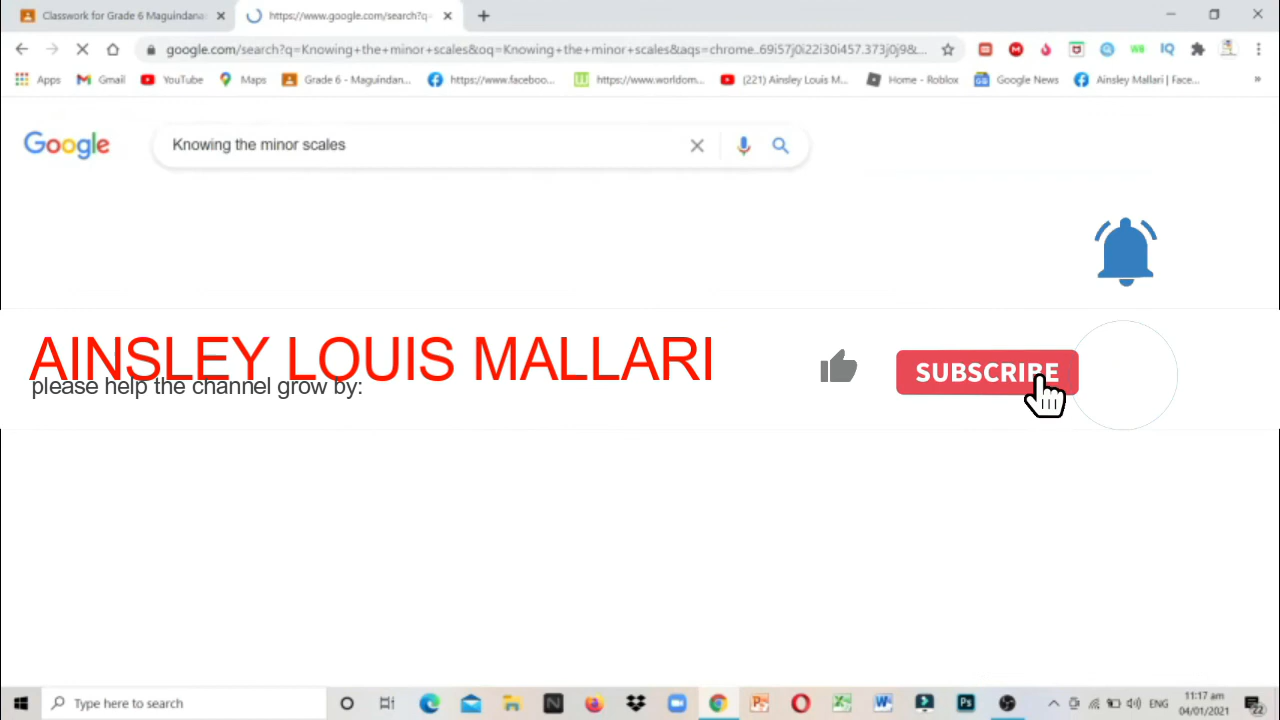 Classwork for Grade 6 Maguindana
https://www.google.com/search?q=
google.com/search?q=Knowing+the+minor+scales&oq=Knowing+the+minor+scales&aqs=chrome..69i57j0i22i30i457.373j0j9&...
Apps Gmail YouTube Maps Grade 6 - Maguindan... https://www.faceboo... https://www.worldom... (221) Ainsley Louis M... Home - Roblox Google News Ainsley Mallari | Face... »
Google
Knowing the minor scales
AINSLEY LOUIS MALLARI
please help the channel grow by:
SUBSCRIBE
Type here to search
ENG
11:17 am
04/01/2021
22